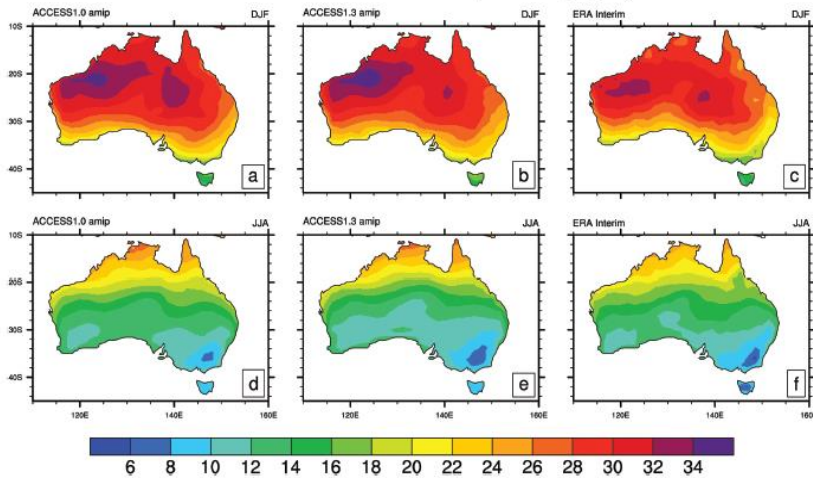 ACCESS1.0 amip DJF ACCESS1.3 amip DJF ERA Interim DJF
10S
20S
30S
40S
a b c
ACCESS1.0 amip JJA ACCESS1.3 amip JJA ERA Interim JJA
10S
20S
30S
40S
d e f
120E 140E 160E 120E 140E 160E 120E 140E 160
6 8 10 12 14 16 18 20 22 24 26 28 30 32 34